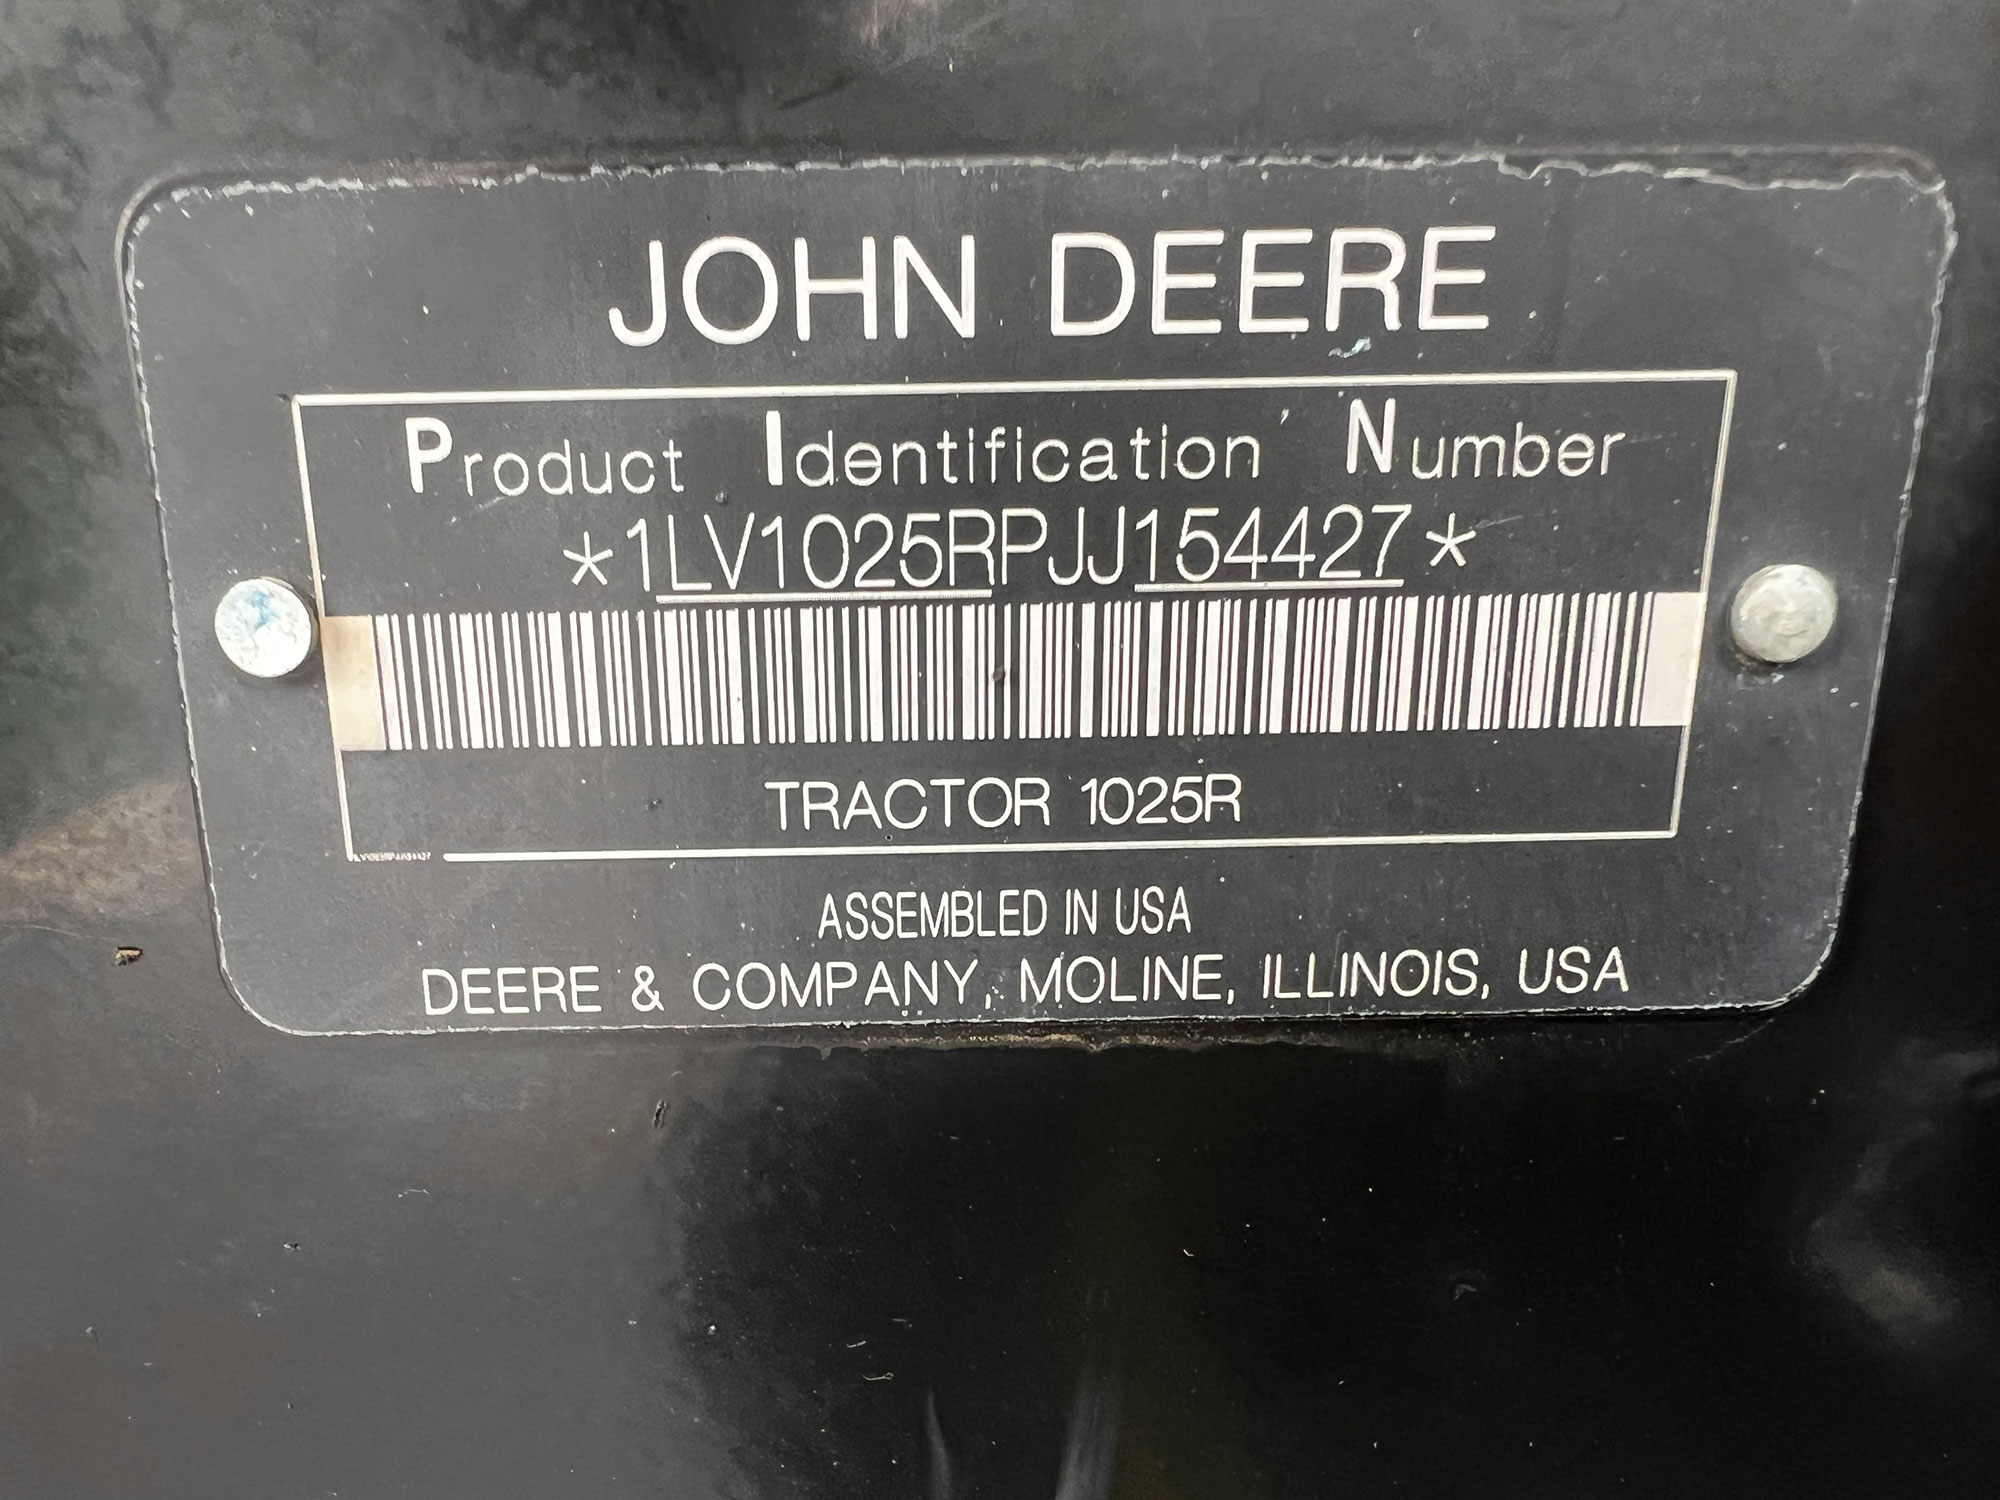 JOHN DEERE
Product Identification Number
*1LV1025RPJJ154427*
TRACTOR 1025R
ASSEMBLED IN USA
DEERE & COMPANY, MOLINE, ILLINOIS, USA